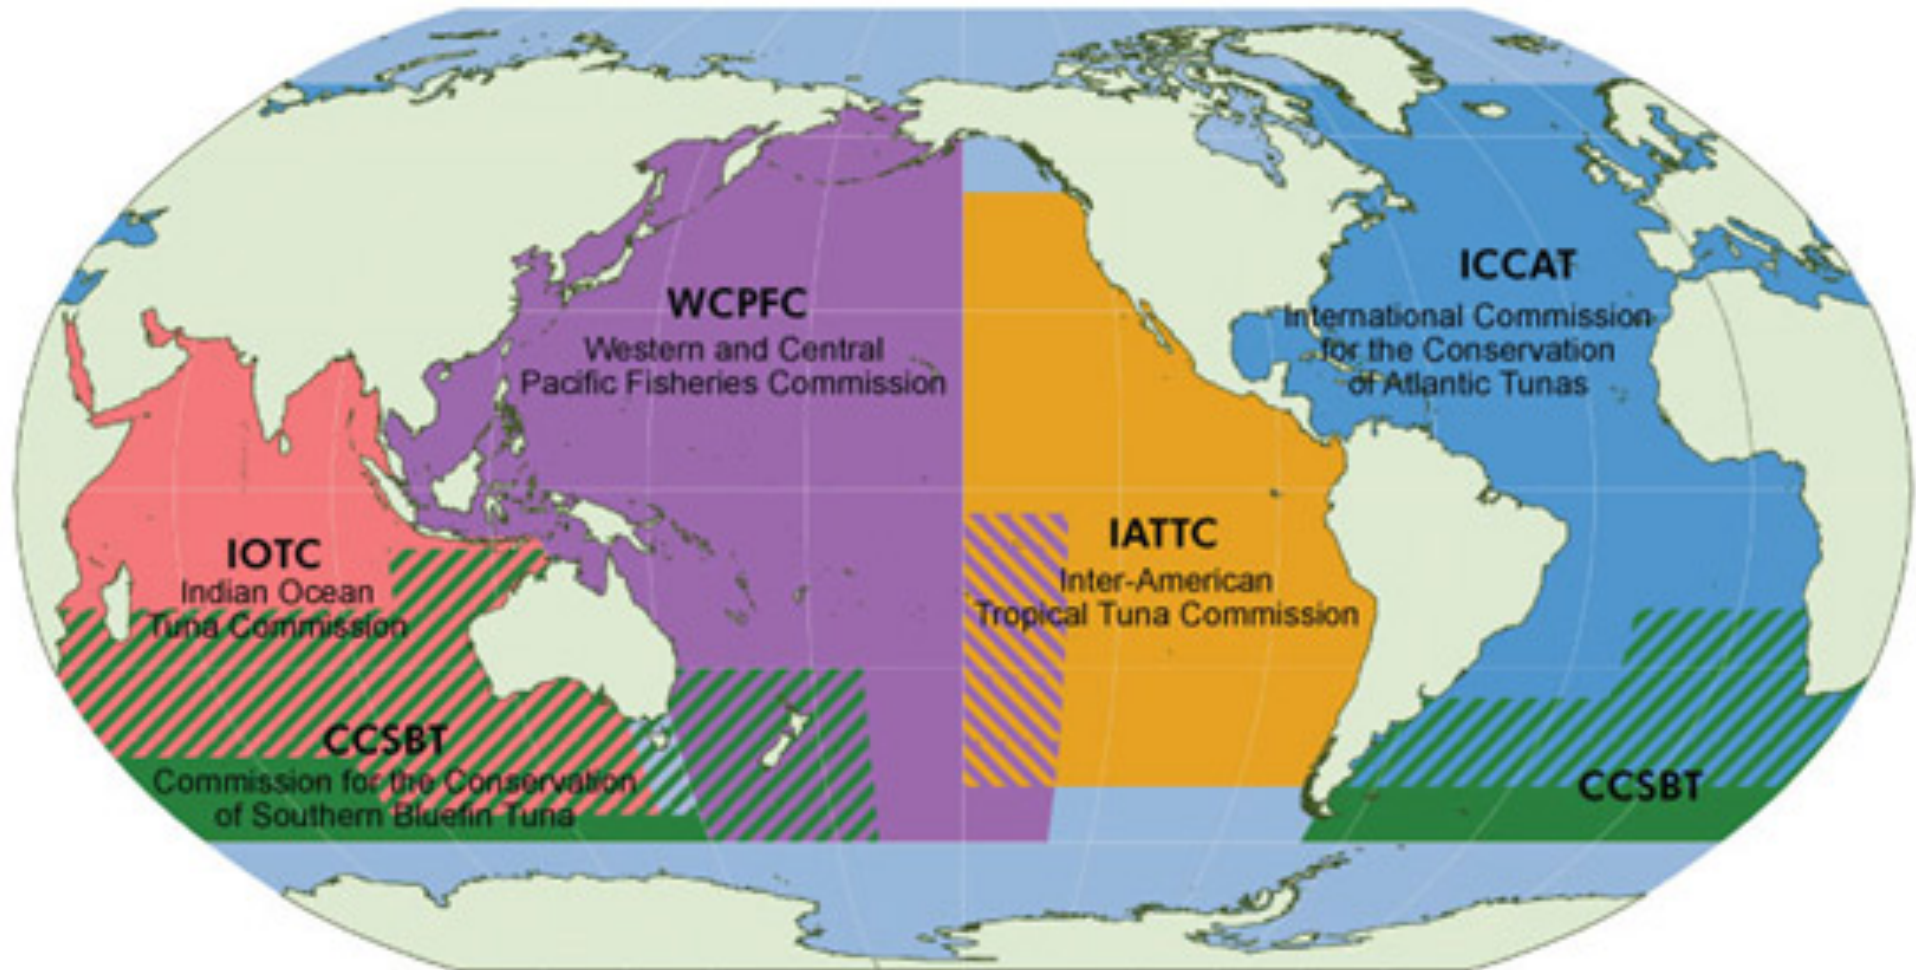 WCPFC
Western and Central
Pacific Fisheries Commission
ICCAT
International Commission
for the Conservation
of Atlantic Tunas
IOTC
Indian Ocean
Tuna Commission
IATTC
Inter-American
Tropical Tuna Commission
CCSBT
Commission for the Conservation
of Southern Bluefin Tuna
CCSBT